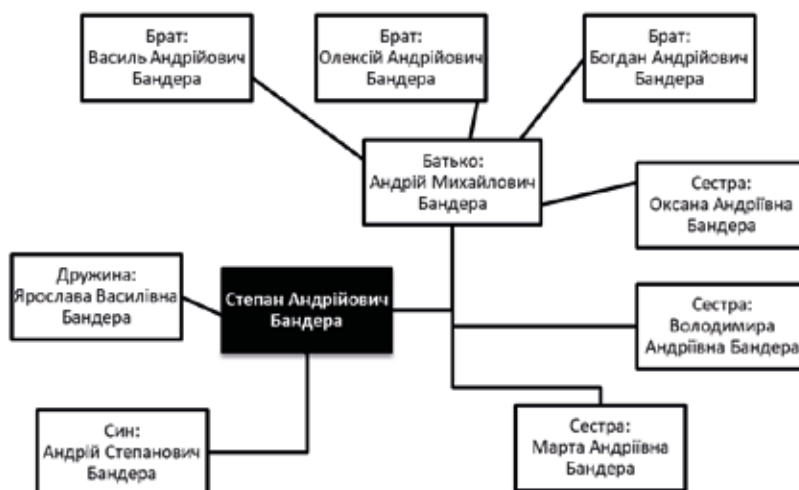 Брат:
Василь Андрійович
Бандера
Брат:
Олексій Андрійович
Бандера
Брат:
Богдан Андрійович
Бандера
Батько:
Андрій Михайлович
Бандера
Сестра:
Оксана Андріївна
Бандера
Дружина:
Ярослава Василівна
Бандера
Степан Андрійович
Бандера
Сестра:
Володимира
Андріївна Бандера
Син:
Андрій Степанович
Бандера
Сестра:
Марта Андріївна
Бандера